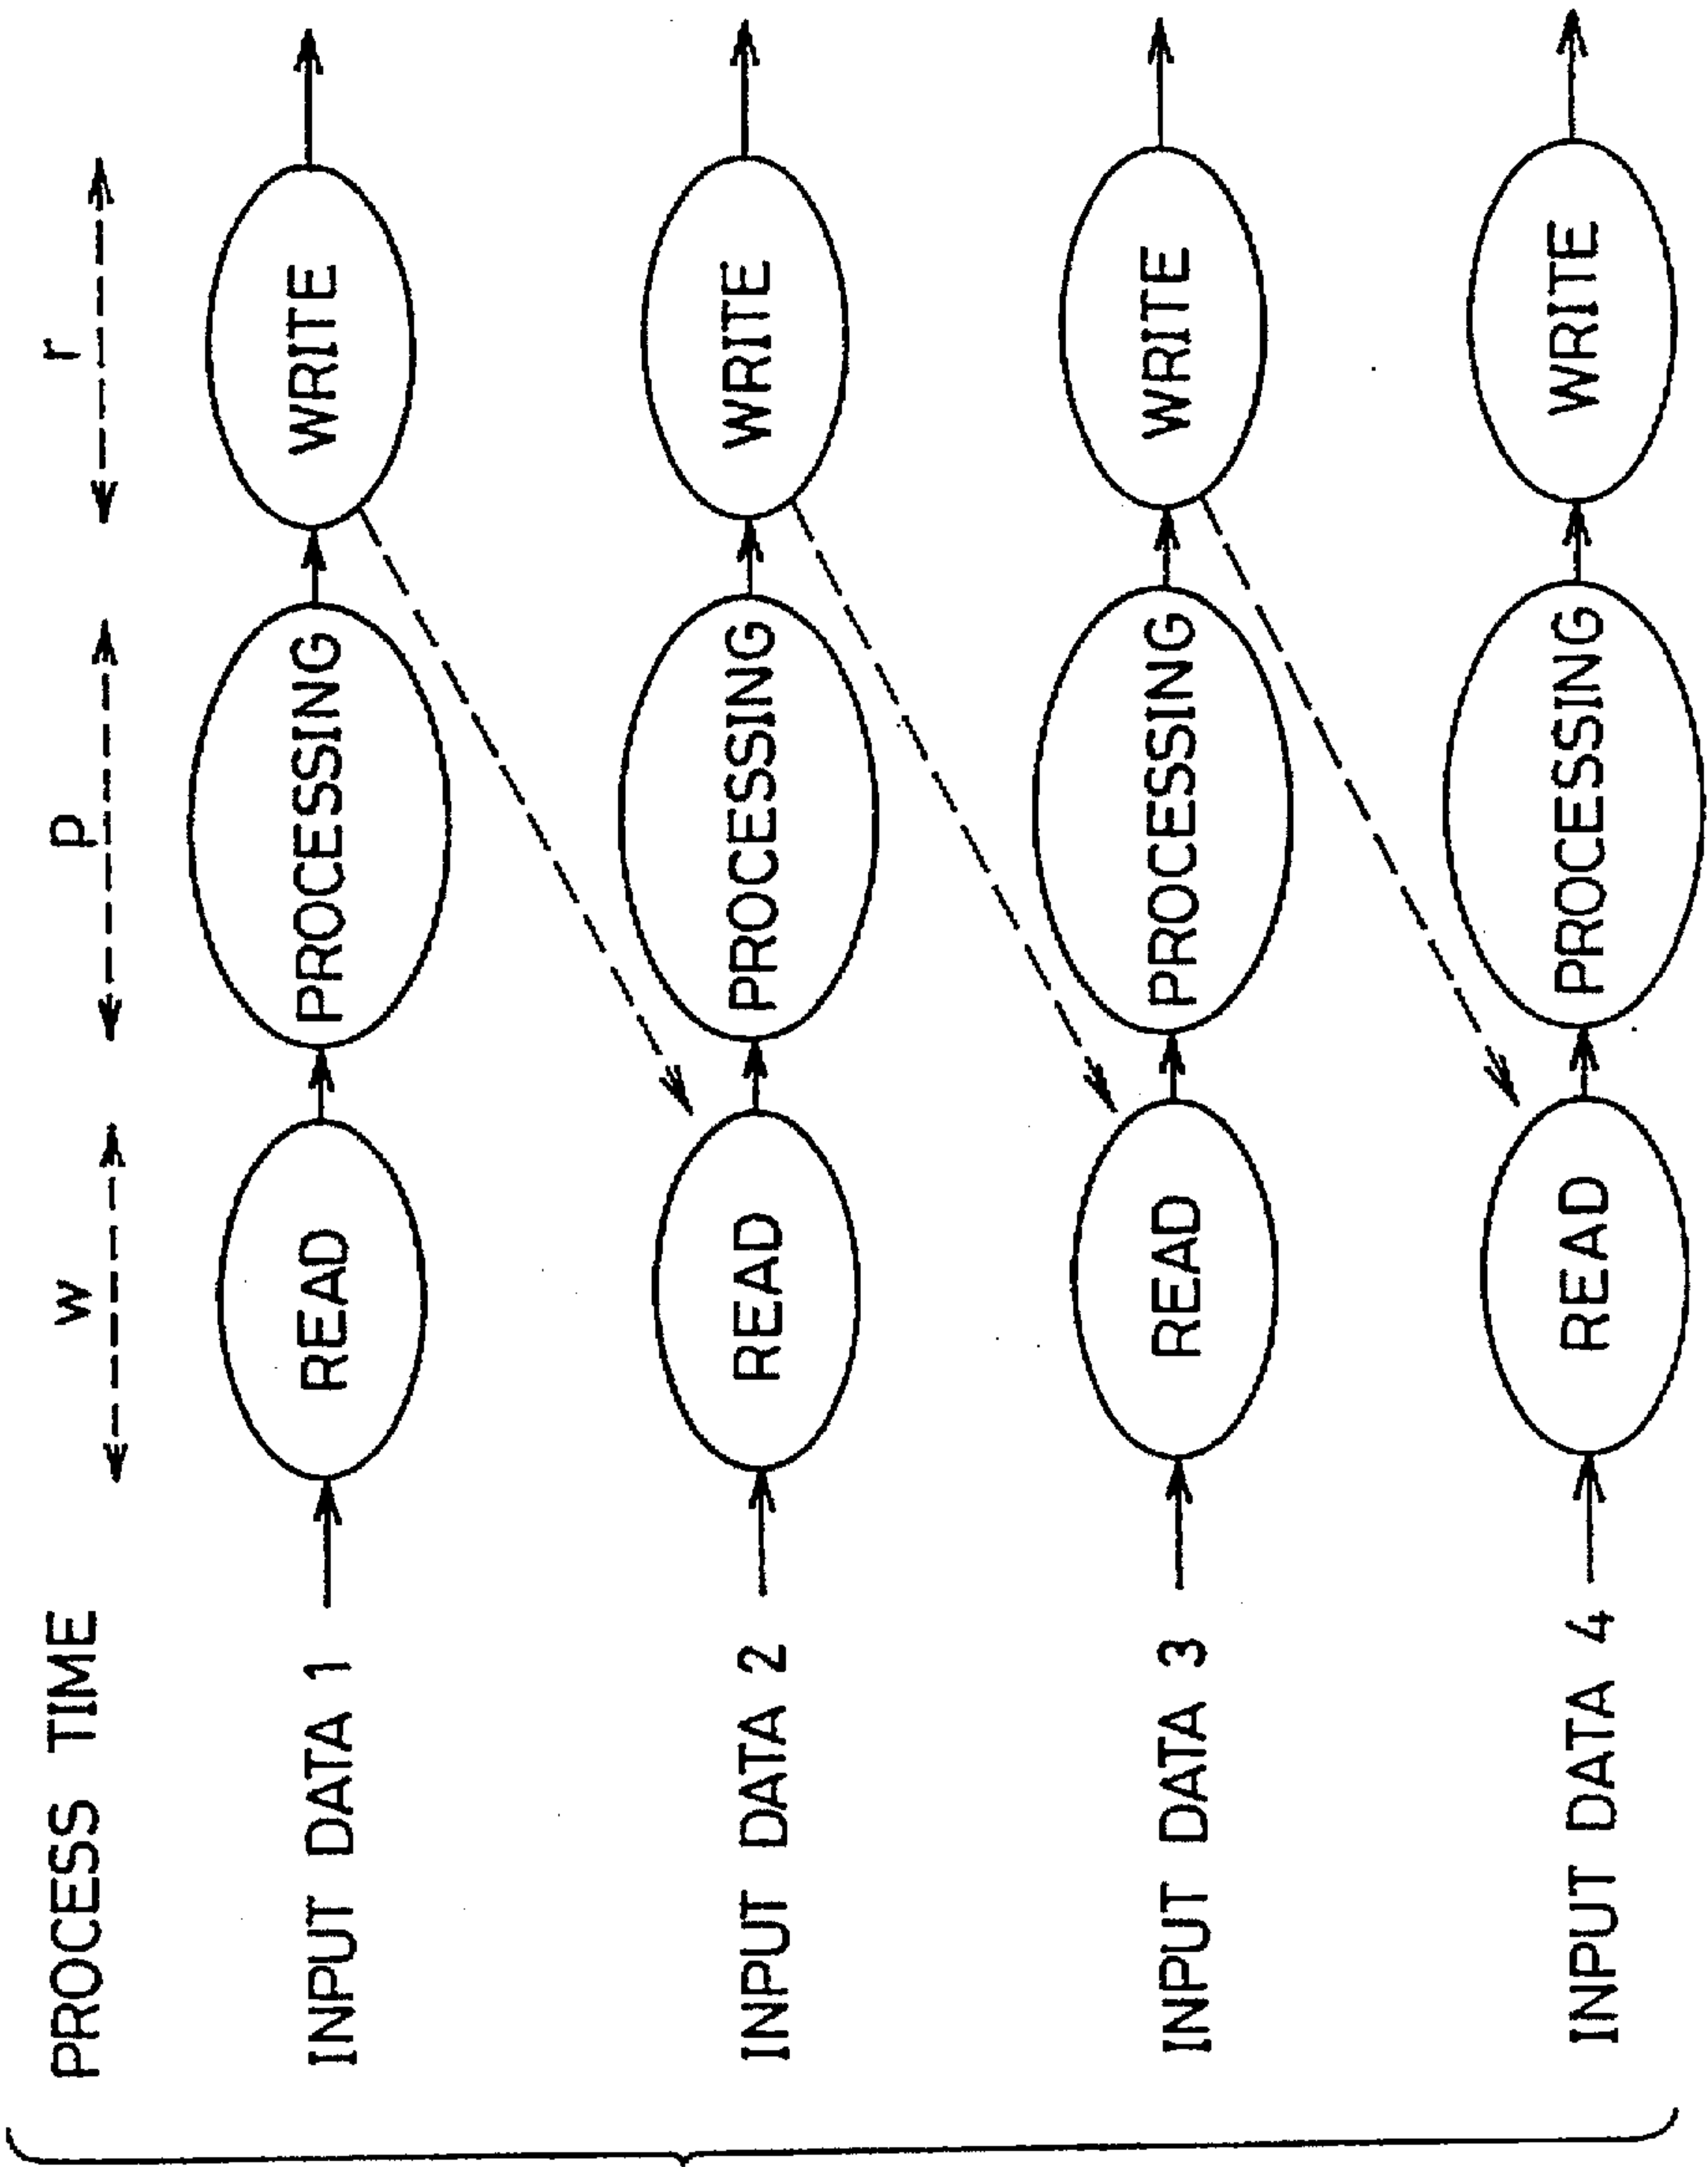 PROCESS TIME w p r
INPUT DATA 1 READ PROCESSING WRITE
INPUT DATA 2 READ PROCESSING WRITE
INPUT DATA 3 READ PROCESSING WRITE
INPUT DATA 4 READ PROCESSING WRITE